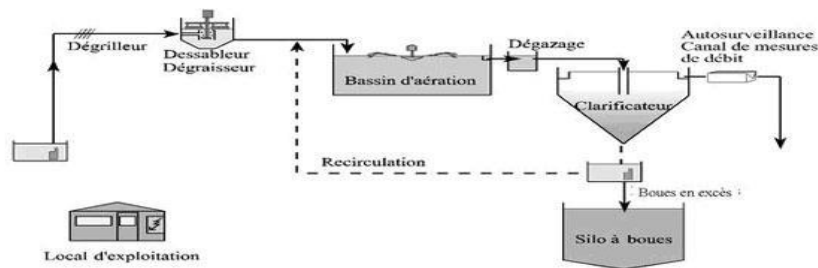 Dégrilleur
Dessableur
Dégraisseur
Dégazage
Autosurveillance
Canal de mesures
de débit
Bassin d'aération
Clarificateur
Recirculation
Boues en excès
Silo à boues
Local d'exploitation